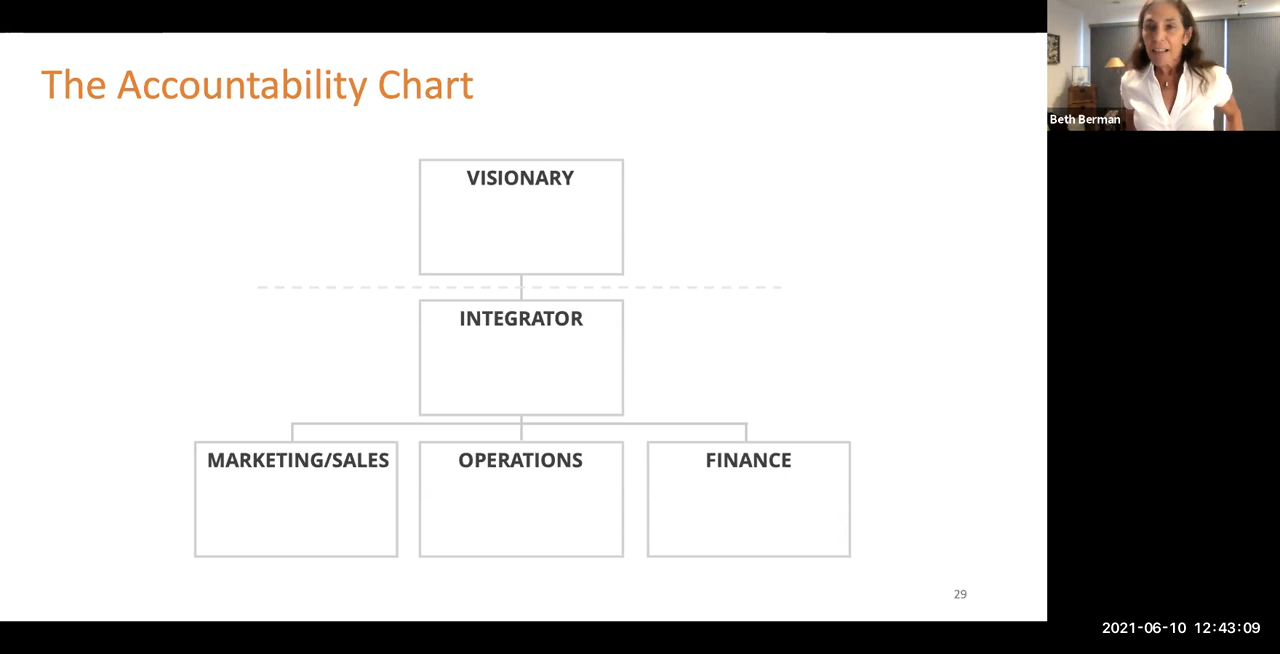 The Accountability Chart
Beth Berman
VISIONARY
INTEGRATOR
MARKETING/SALES
OPERATIONS
FINANCE
29
2021-06-10 12:43:09